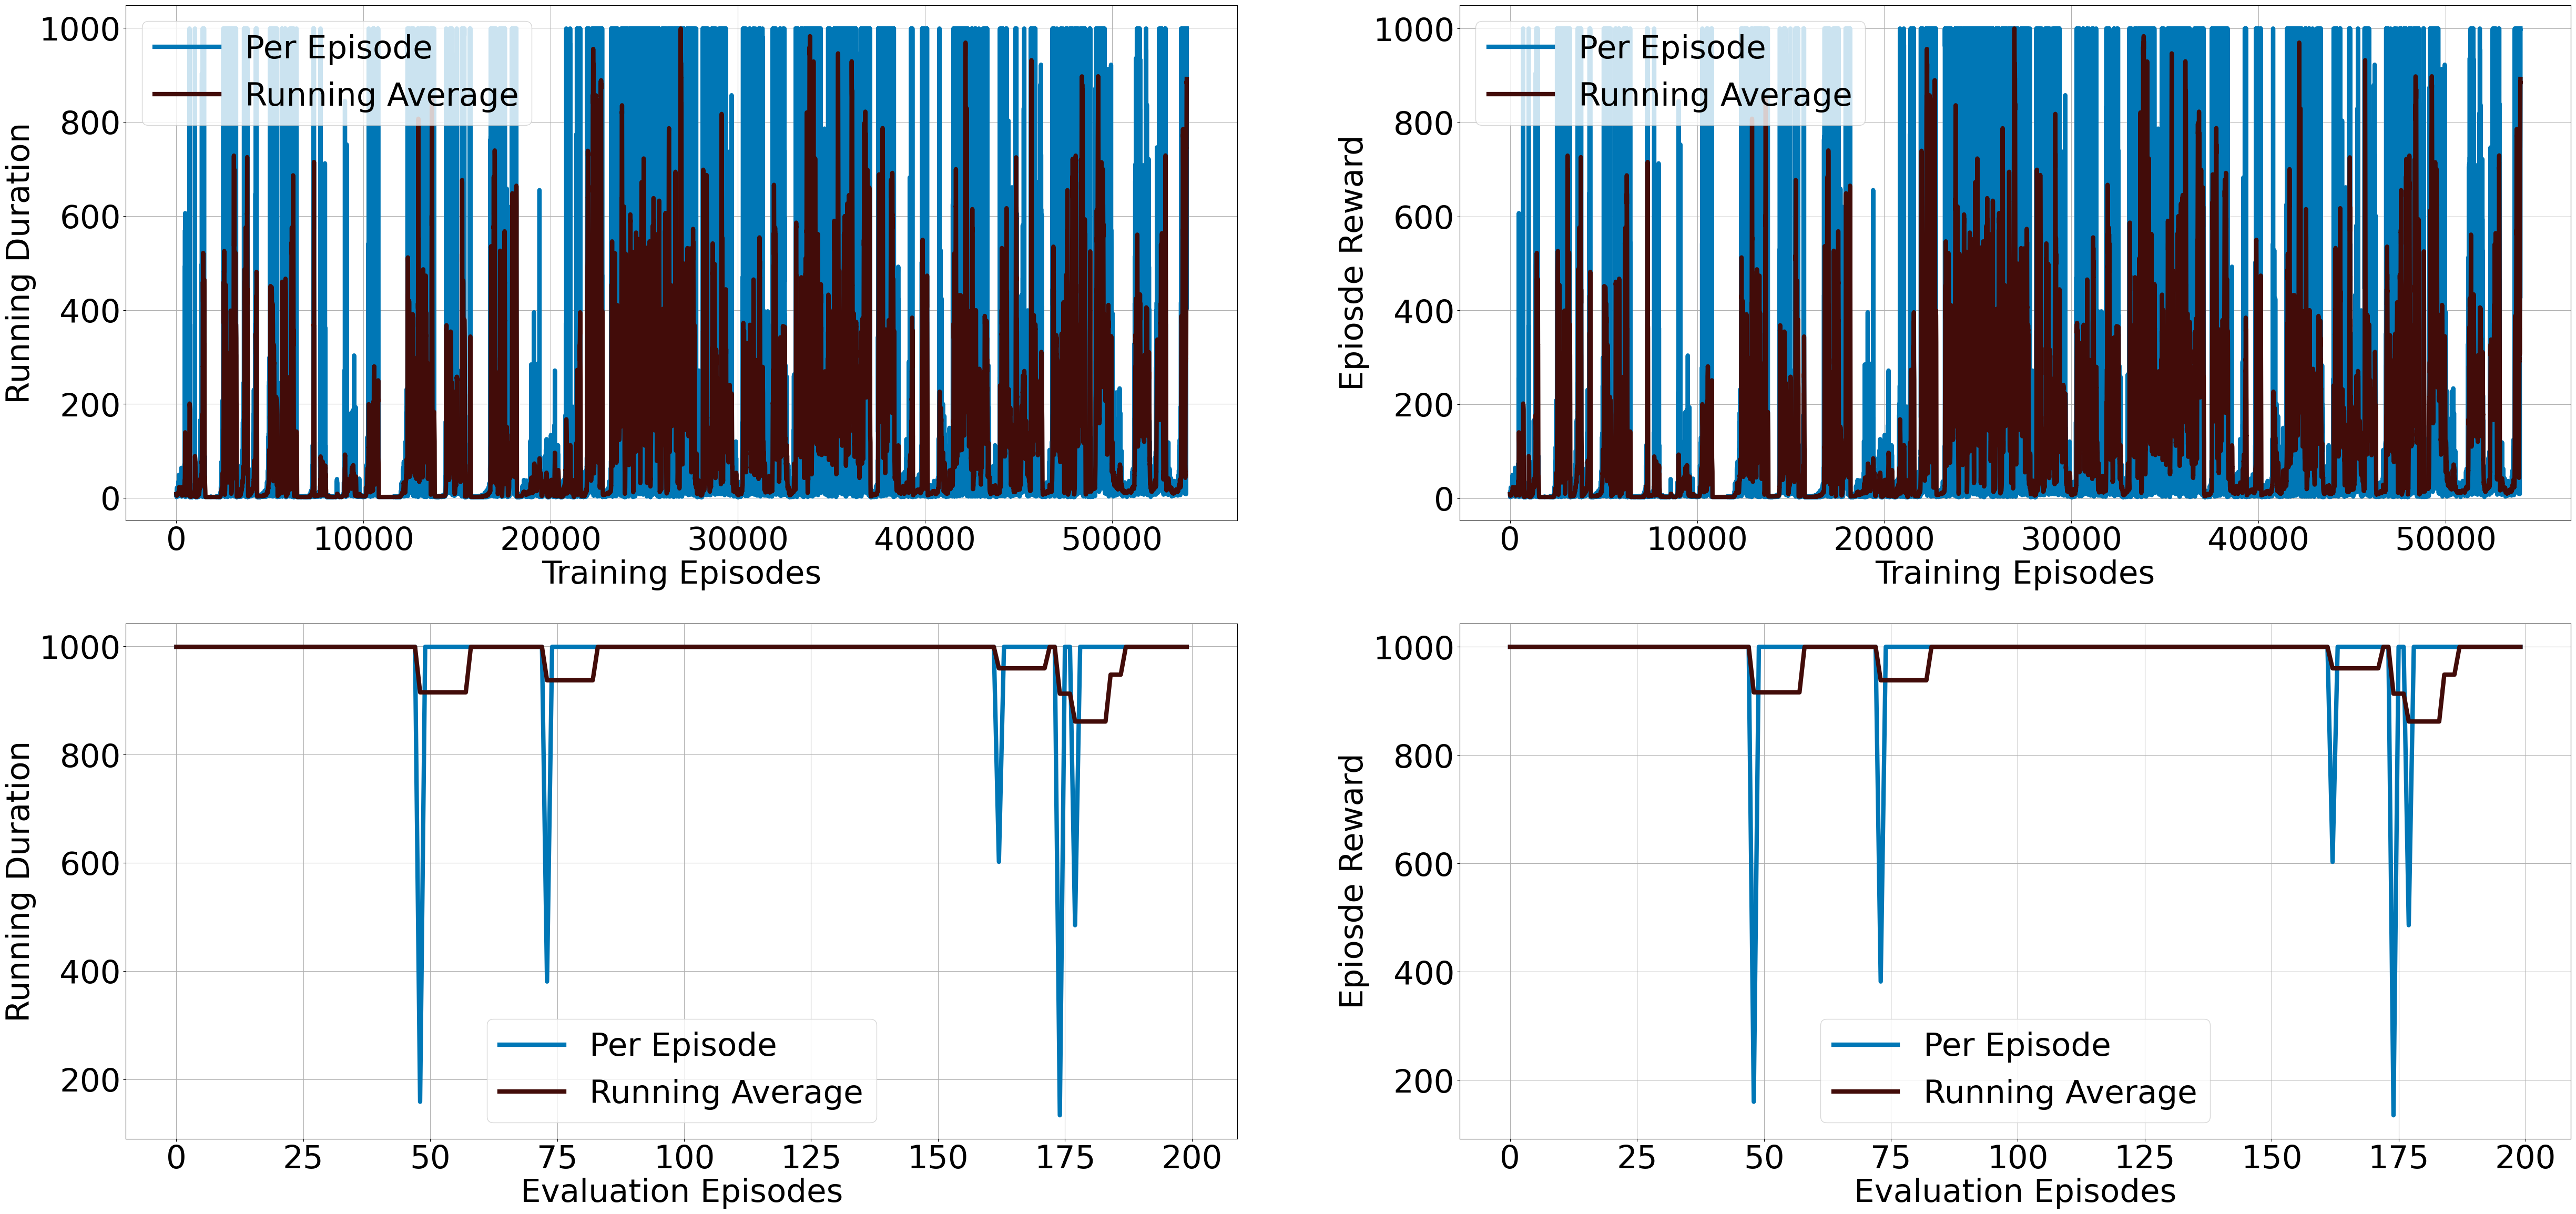 1000
800
600
400
200
0
Running Duration
Per Episode
Running Average
0 10000 20000 30000 40000 50000
Training Episodes
1000
800
600
400
200
0
Epiosde Reward
Per Episode
Running Average
0 10000 20000 30000 40000 50000
Training Episodes
1000
800
600
400
200
Running Duration
Per Episode
Running Average
0 25 50 75 100 125 150 175 200
Evaluation Episodes
1000
800
600
400
200
Epiosde Reward
Per Episode
Running Average
0 25 50 75 100 125 150 175 200
Evaluation Episodes